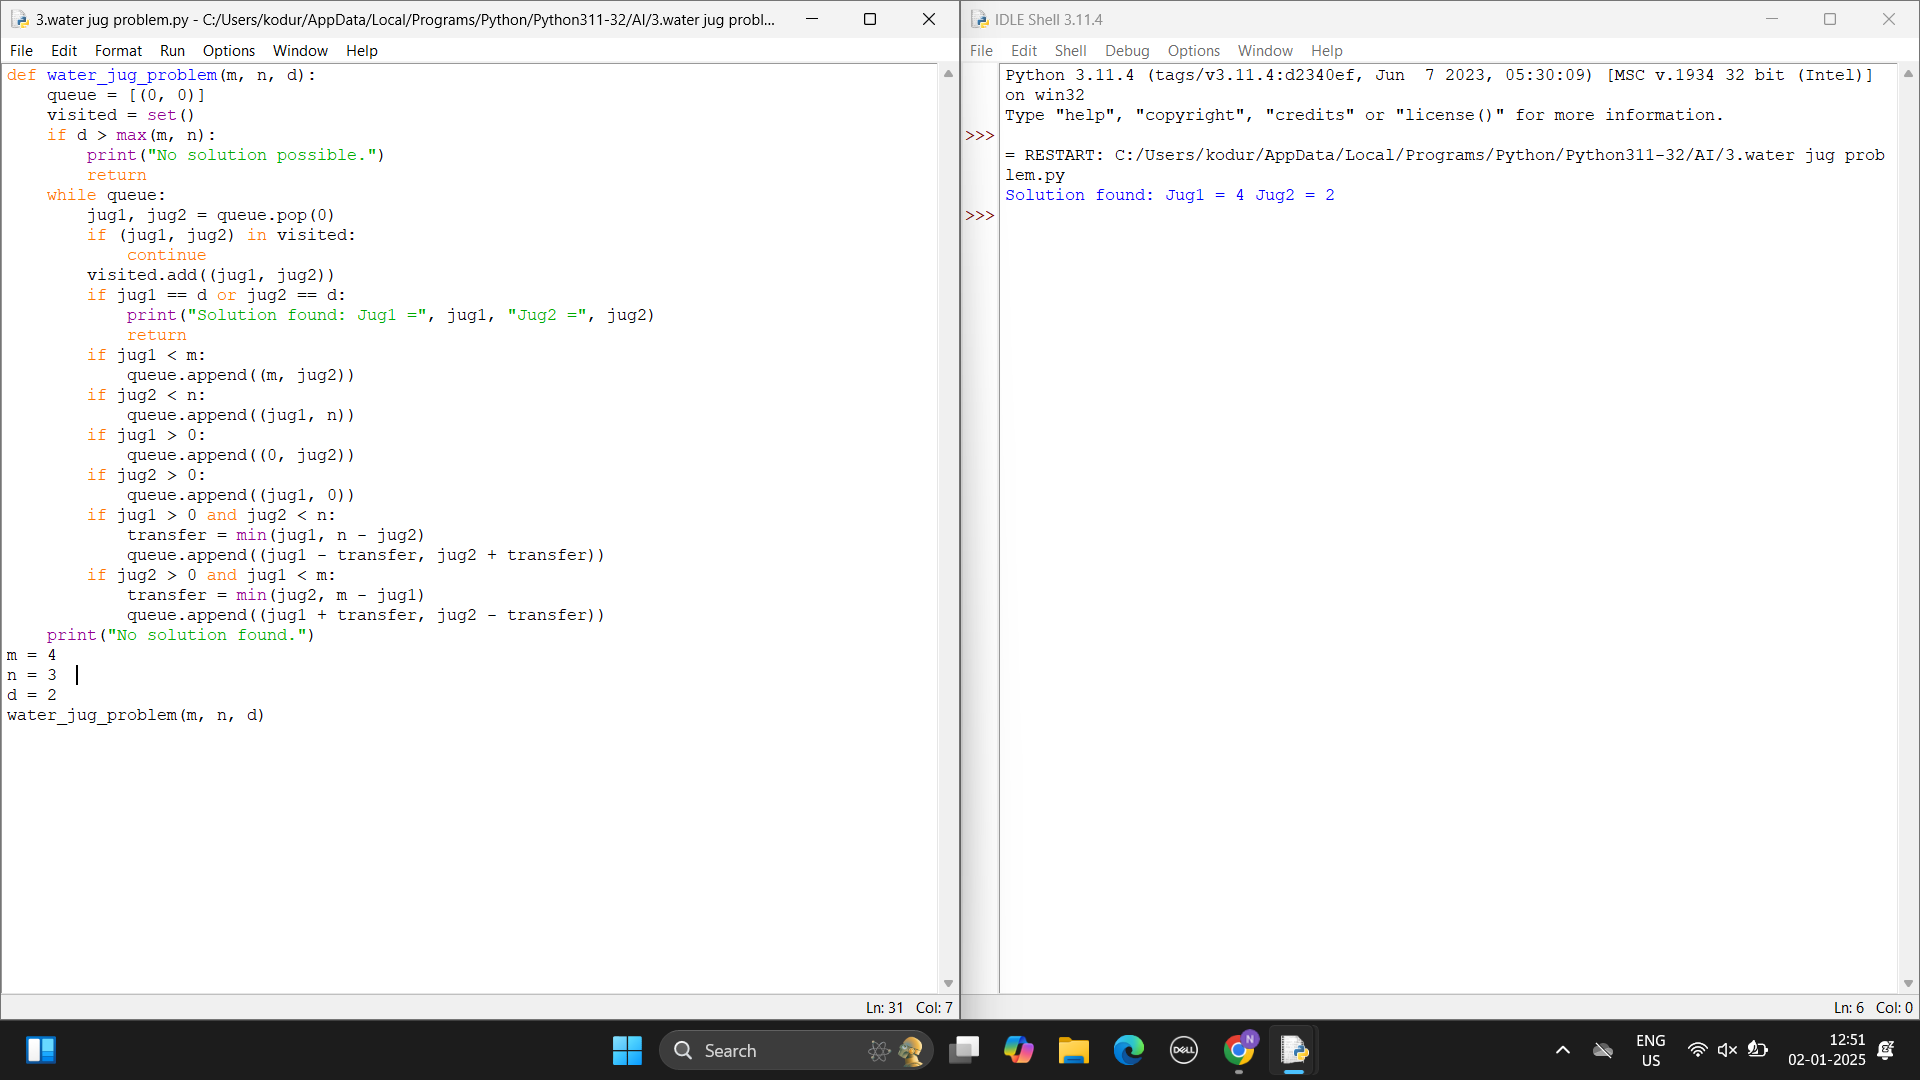 3.water jug problem.py - C:/Users/kodur/AppData/Local/Programs/Python/Python311-32/AI/3.water jug probl...
File Edit Format Run Options Window Help
def water_jug_problem(m, n, d):
    queue = [(0, 0)]
    visited = set()
    if d > max(m, n):
        print("No solution possible.")
        return
    while queue:
        jug1, jug2 = queue.pop(0)
        if (jug1, jug2) in visited:
            continue
        visited.add((jug1, jug2))
        if jug1 == d or jug2 == d:
            print("Solution found: Jug1 =", jug1, "Jug2 =", jug2)
            return
        if jug1 < m:
            queue.append((m, jug2))
        if jug2 < n:
            queue.append((jug1, n))
        if jug1 > 0:
            queue.append((0, jug2))
        if jug2 > 0:
            queue.append((jug1, 0))
        if jug1 > 0 and jug2 < n:
            transfer = min(jug1, n - jug2)
            queue.append((jug1 - transfer, jug2 + transfer))
        if jug2 > 0 and jug1 < m:
            transfer = min(jug2, m - jug1)
            queue.append((jug1 + transfer, jug2 - transfer))
    print("No solution found.")
m = 4
n = 3
d = 2
water_jug_problem(m, n, d)
Ln: 31 Col: 7
IDLE Shell 3.11.4
File Edit Shell Debug Options Window Help
Python 3.11.4 (tags/v3.11.4:d2340ef, Jun  7 2023, 05:30:09) [MSC v.1934 32 bit (Intel)]
on win32
Type "help", "copyright", "credits" or "license()" for more information.
>>>
= RESTART: C:/Users/kodur/AppData/Local/Programs/Python/Python311-32/AI/3.water jug prob
lem.py
Solution found: Jug1 = 4 Jug2 = 2
>>>
Ln: 6 Col: 0
Search
DELL
N
ENG
US
12:51
02-01-2025